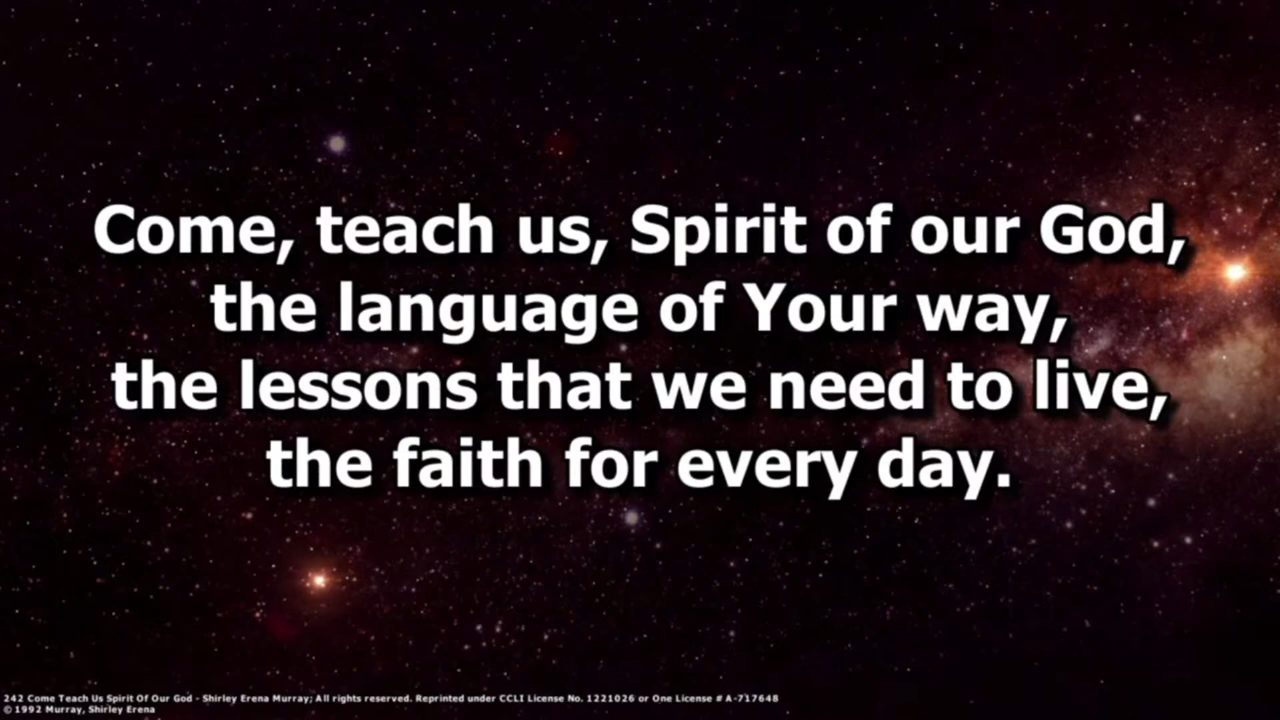 Come, teach us, Spirit of our God,
the language of Your way,
the lessons that we need to live,
the faith for every day.
242 Come Teach Us Spirit Of Our God - Shirley Erena Murray; All rights reserved. Reprinted under CCLI License No. 1221026 or One License # A-717648
© 1992 Murray, Shirley Erena